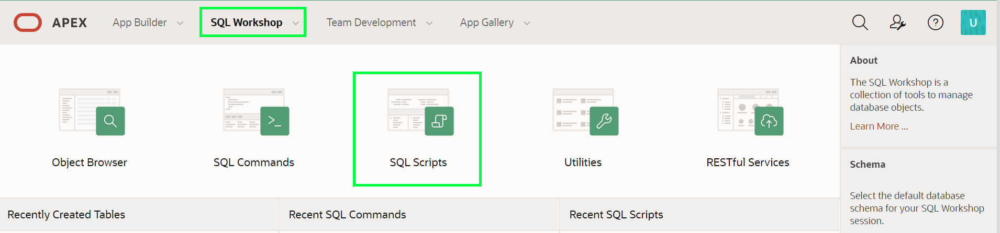 APEX App Builder SQL Workshop Team Development App Gallery U
Object Browser SQL Commands SQL Scripts Utilities RESTful Services
Recently Created Tables Recent SQL Commands Recent SQL Scripts
About
The SQL Workshop is a
collection of tools to manage
database objects.
Learn More ...
Schema
Select the default database
schema for your SQL Workshop
session.